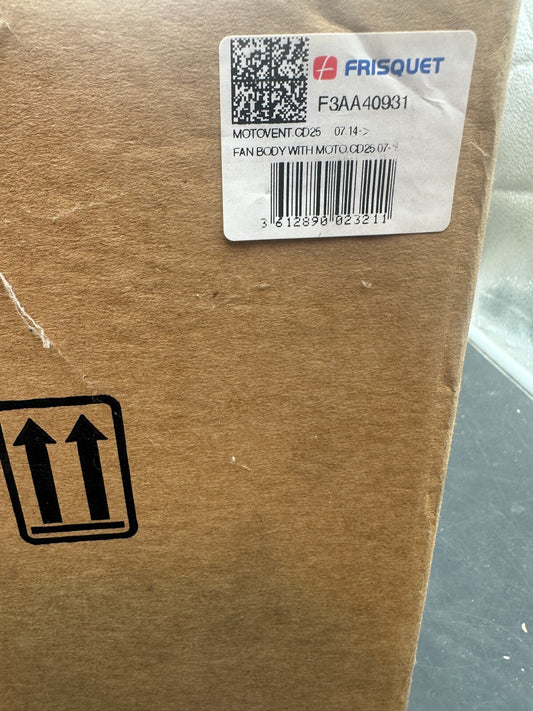 FRISQUET
F3AA40931
MOTOVENT.CD25 07.14->
FAN BODY WITH MOTO.CD25 07-
3 612890 023211